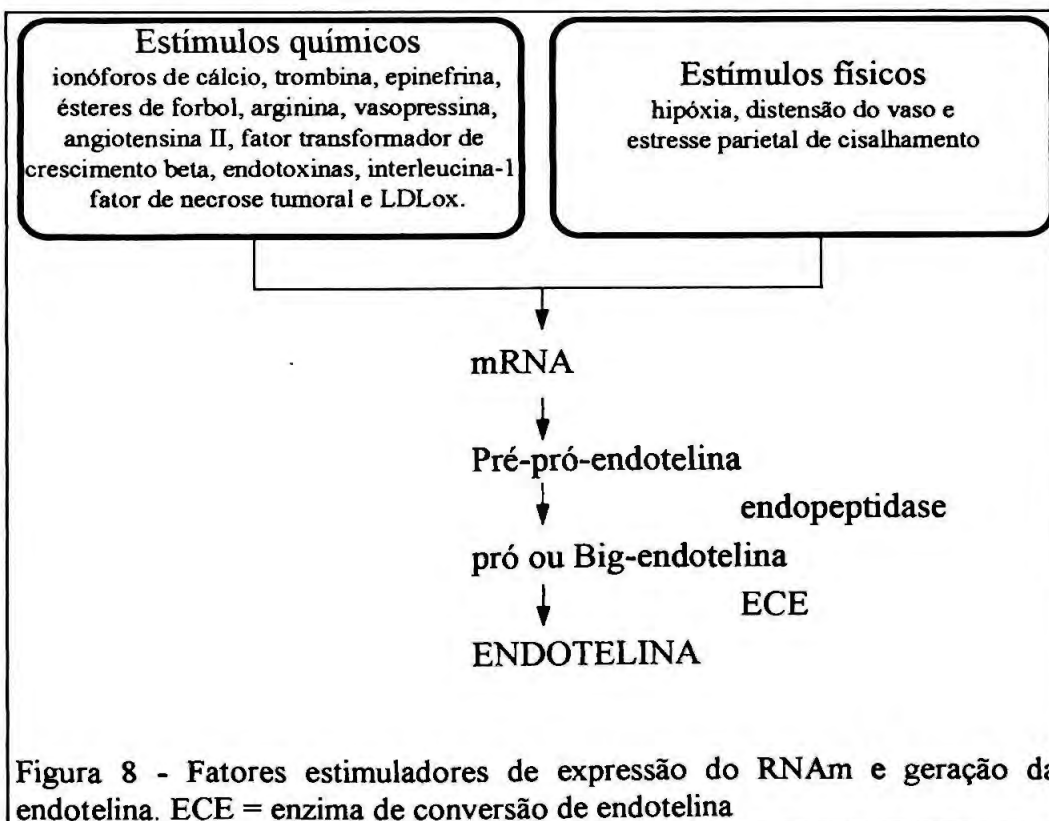 Estímulos químicos
ionóforos de cálcio, trombina, epinefrina,
ésteres de forbol, arginina, vasopressina,
angiotensina II, fator transformador de
crescimento beta, endotoxinas, interleucina-1
fator de necrose tumoral e LDLox.
Estímulos físicos
hipóxia, distensão do vaso e
estresse parietal de cisalhamento
mRNA
Pré-pró-endotelina
endopeptidase
pró ou Big-endotelina
ECE
ENDOTELINA
Figura 8 - Fatores estimuladores de expressão do RNAm e geração da
endotelina. ECE = enzima de conversão de endotelina